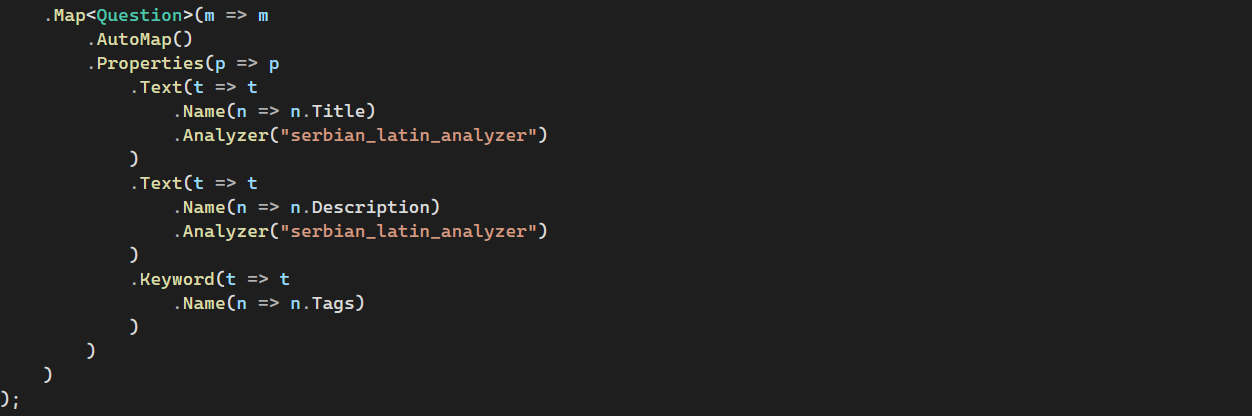 .Map<Question>(m => m
.AutoMap()
.Properties(p => p
.Text(t => t
.Name(n => n.Title)
.Analyzer("serbian_latin_analyzer")
)
.Text(t => t
.Name(n => n.Description)
.Analyzer("serbian_latin_analyzer")
)
.Keyword(t => t
.Name(n => n.Tags)
)
)
)
);